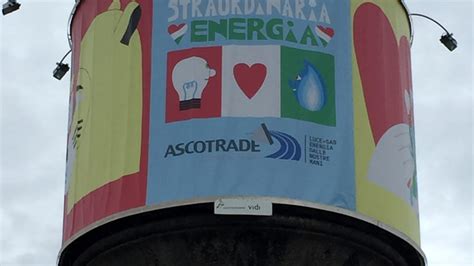 STRAORDINARIA
ENERGIA
ASCOTRADE
LUCE-GAS
ENERGIA
DALLE
NOSTRE
MANI